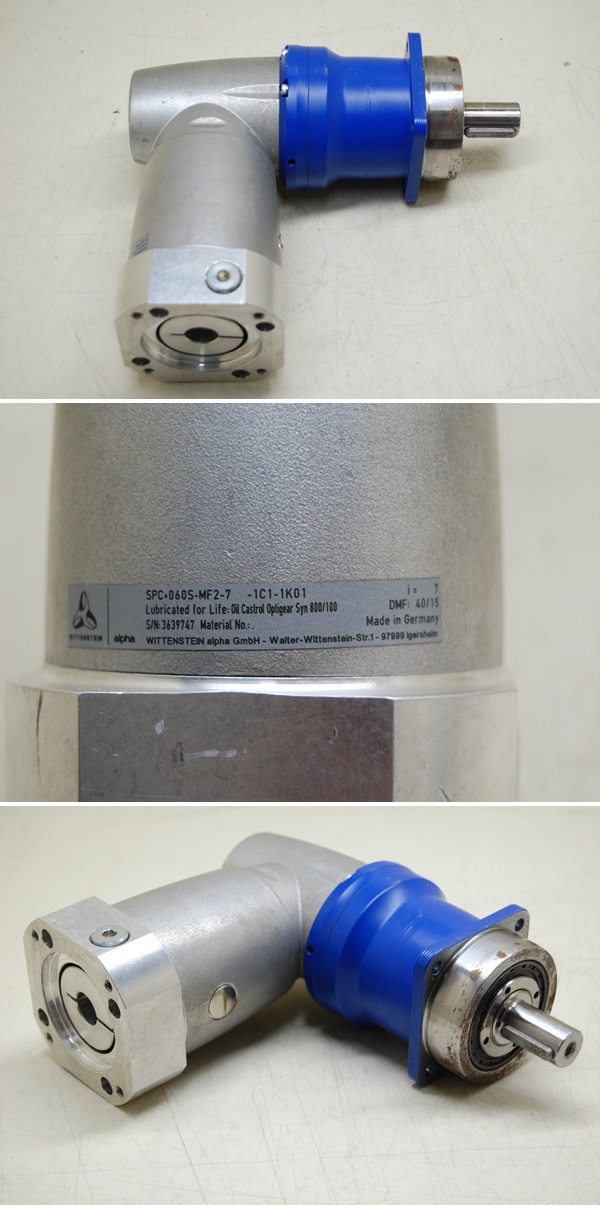 SPC+060S-MF2-7 -1C1-1K01 i = 7
Lubricated for Life: Oil Castrol Optigear Syn 800/100 DMF: 40/15
S/N: 3639747 Material No.: . Made in Germany
WITTENSTEIN alpha WITTENSTEIN alpha GmbH - Walter-Wittenstein-Str.1 - 97999 Igersheim